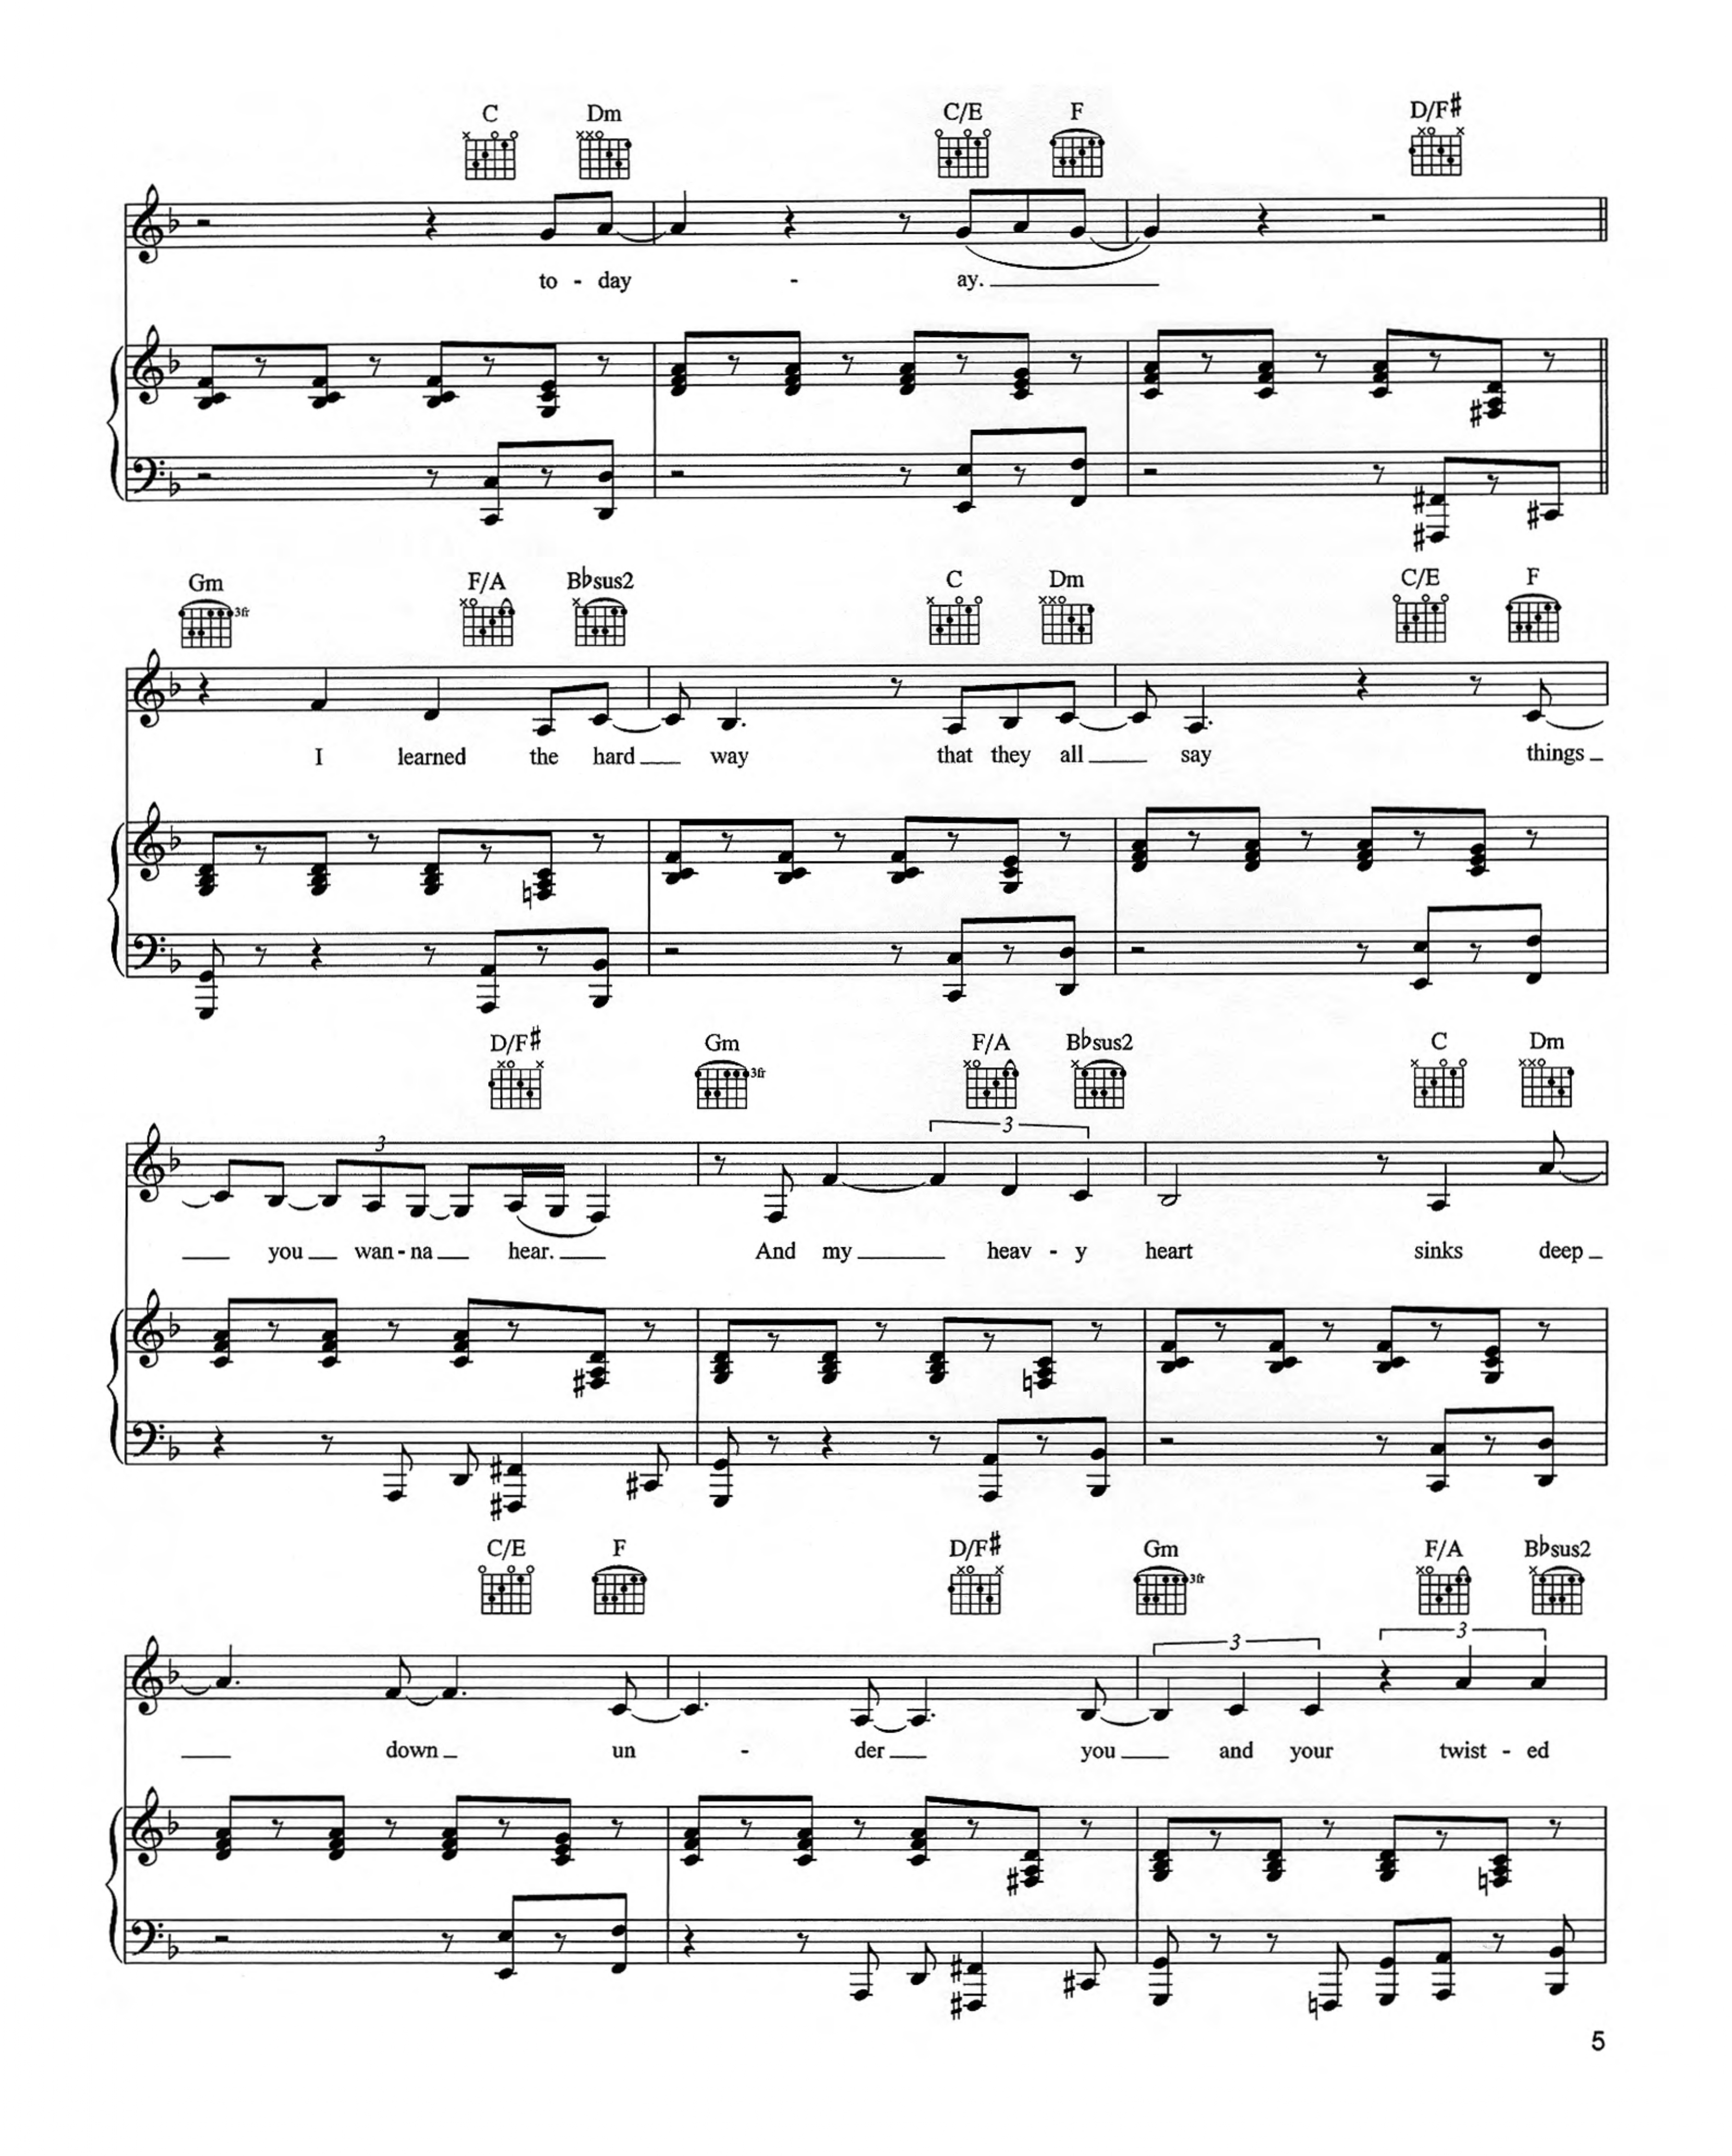 C Dm C/E F D/F♯
to - day - ay.
Gm F/A B♭sus2 C Dm C/E F
3fr
I learned the hard way that they all say things
D/F♯ Gm F/A B♭sus2 C Dm
3fr
3 3
you wan - na hear. And my heav - y heart sinks deep
C/E F D/F♯ Gm F/A B♭sus2
3fr
3 3
down un - der you and your twist - ed
5